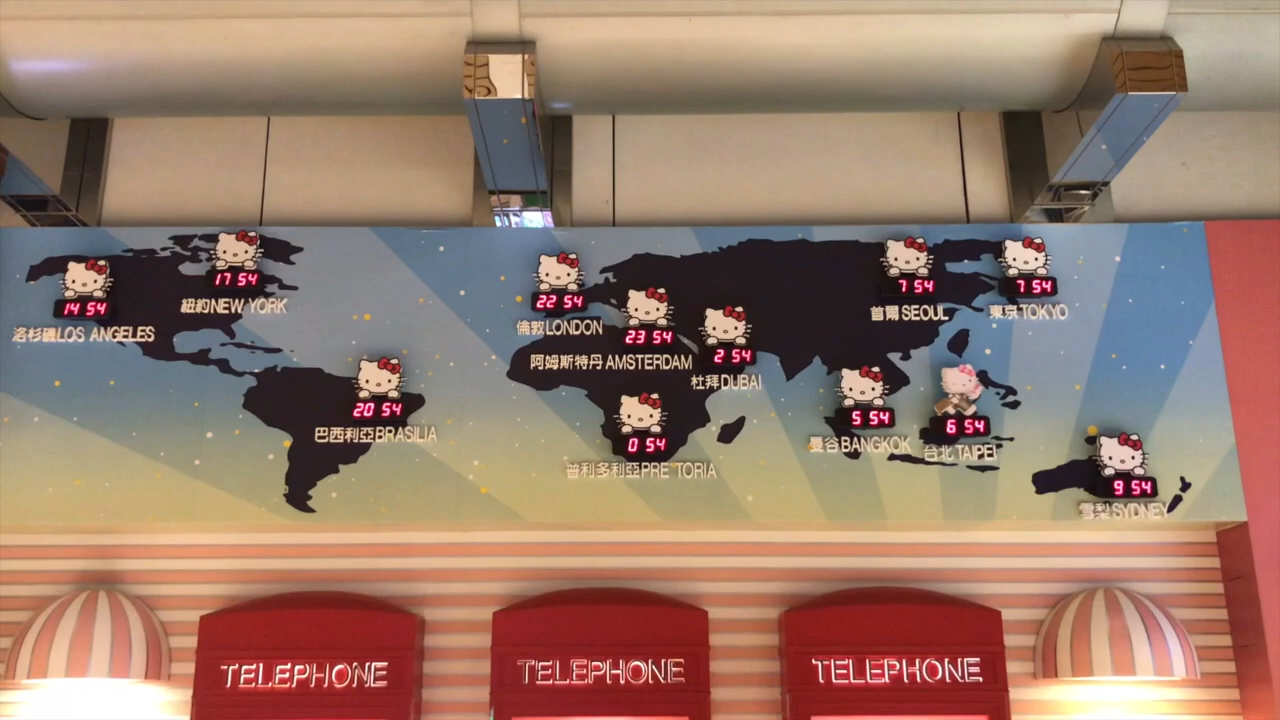 17 54
紐約NEW YORK
14 54
洛杉磯LOS ANGELES
20 54
巴西利亞BRASILIA
22 54
倫敦LONDON
23 54
阿姆斯特丹AMSTERDAM
2 54
杜拜DUBAI
0 54
普利多利亞PRE TORIA
7 54
首爾SEOUL
7 54
東京TOKYO
5 54
曼谷BANGKOK
6 54
台北TAIPEI
9 54
雪梨SYDNEY
TELEPHONE
TELEPHONE
TELEPHONE